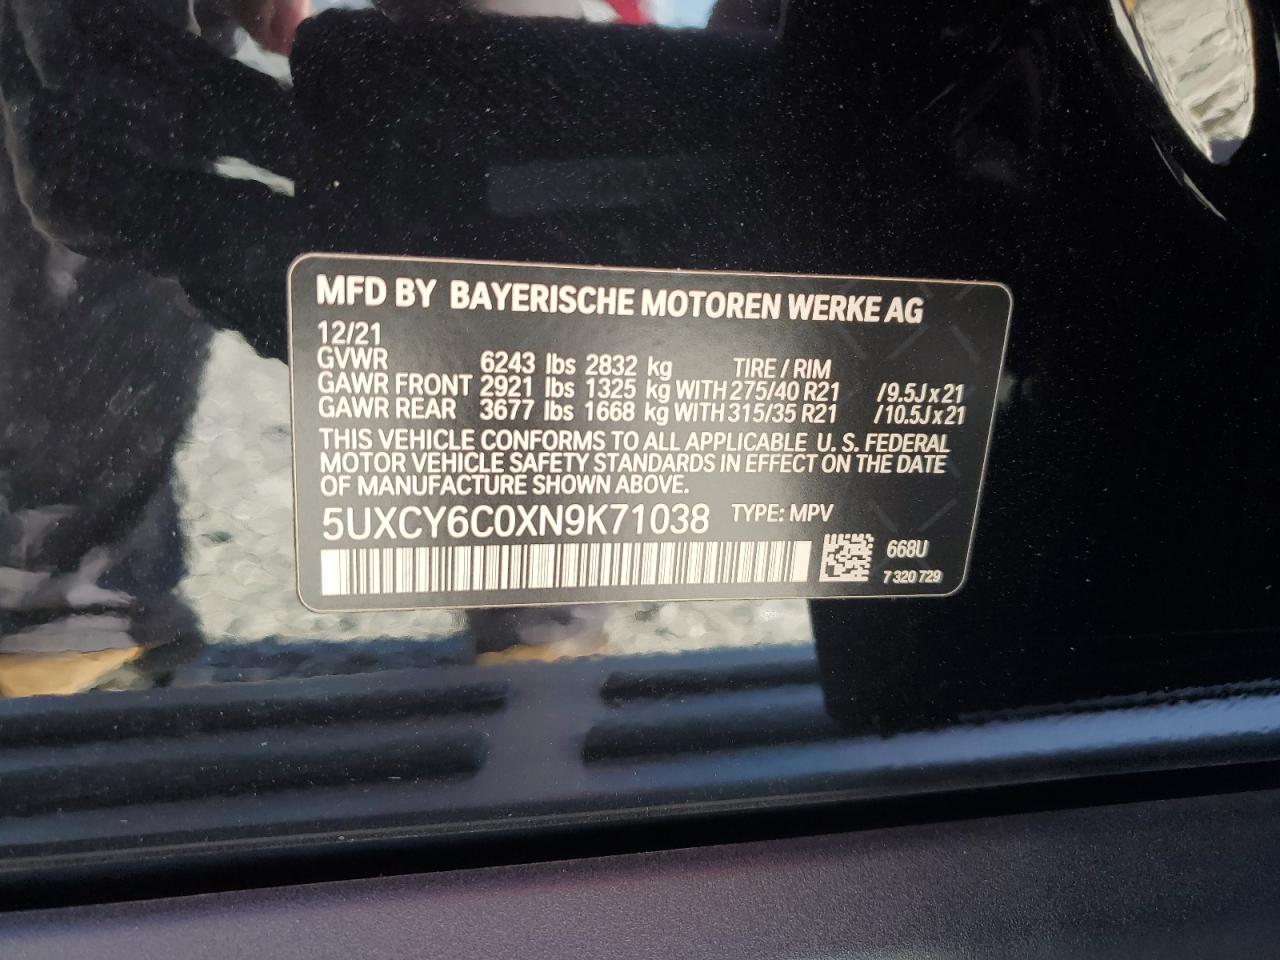 MFD BY BAYERISCHE MOTOREN WERKE AG
12/21
GVWR 6243 lbs 2832 kg TIRE / RIM
GAWR FRONT 2921 lbs 1325 kg WITH 275/40 R21 /9.5J x 21
GAWR REAR 3677 lbs 1668 kg WITH 315/35 R21 /10.5J x 21
THIS VEHICLE CONFORMS TO ALL APPLICABLE U. S. FEDERAL
MOTOR VEHICLE SAFETY STANDARDS IN EFFECT ON THE DATE
OF MANUFACTURE SHOWN ABOVE.
5UXCY6C0XN9K71038 TYPE: MPV
668U
7 320 729